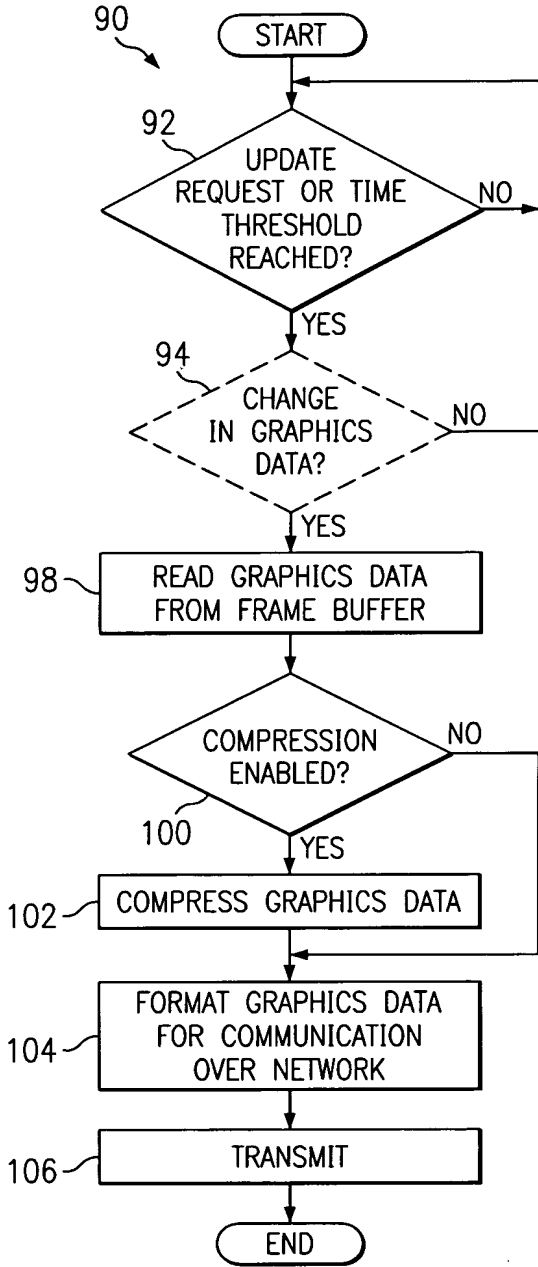 90
START
92
UPDATE
REQUEST OR TIME
THRESHOLD
REACHED?
NO
YES
94
CHANGE
IN GRAPHICS
DATA?
NO
YES
98
READ GRAPHICS DATA
FROM FRAME BUFFER
COMPRESSION
ENABLED?
NO
100
YES
102
COMPRESS GRAPHICS DATA
104
FORMAT GRAPHICS DATA
FOR COMMUNICATION
OVER NETWORK
106
TRANSMIT
END